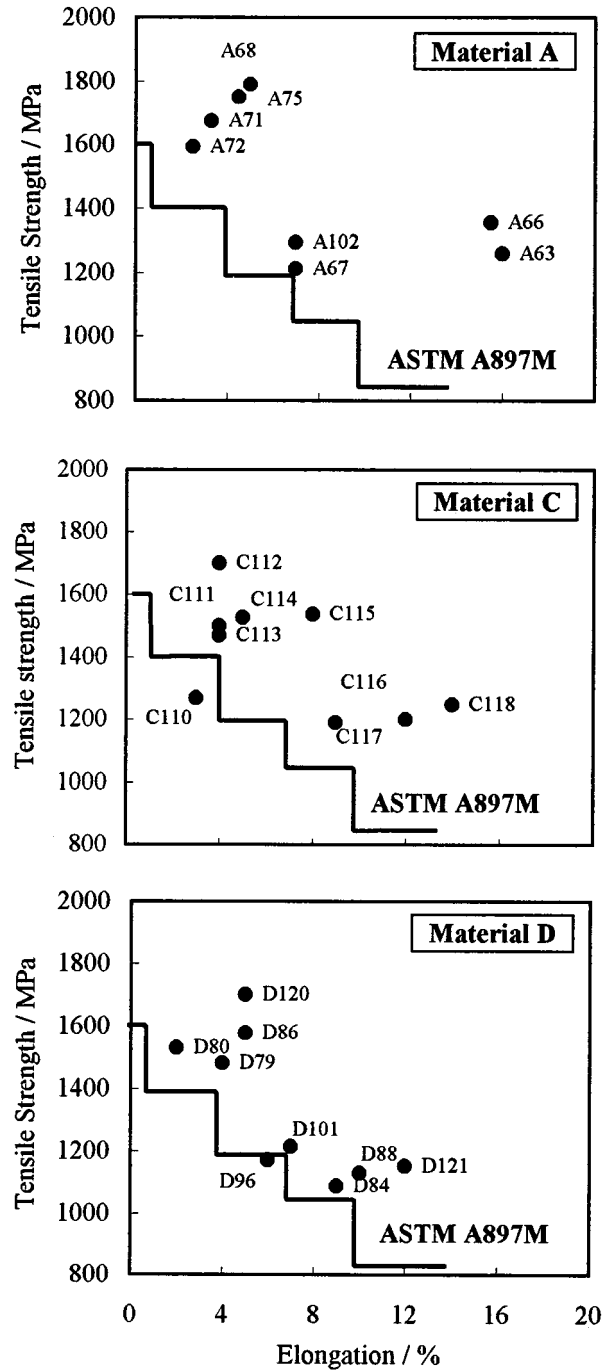 2000
Material A
A68
1800
A75
A71
1600
A72
1400
A66
A102
A63
1200
A67
1000
ASTM A897M
800
Tensile Strength / MPa
2000
Material C
1800
C112
1600
C111
C114
C115
C113
1400
C116
C118
1200
C110
C117
1000
ASTM A897M
800
Tensile strength / MPa
2000
Material D
1800
D120
1600
D86
D80
D79
1400
D101
1200
D88
D121
D96
D84
1000
ASTM A897M
800
Tensile Strength / MPa
0 4 8 12 16 20
Elongation / %